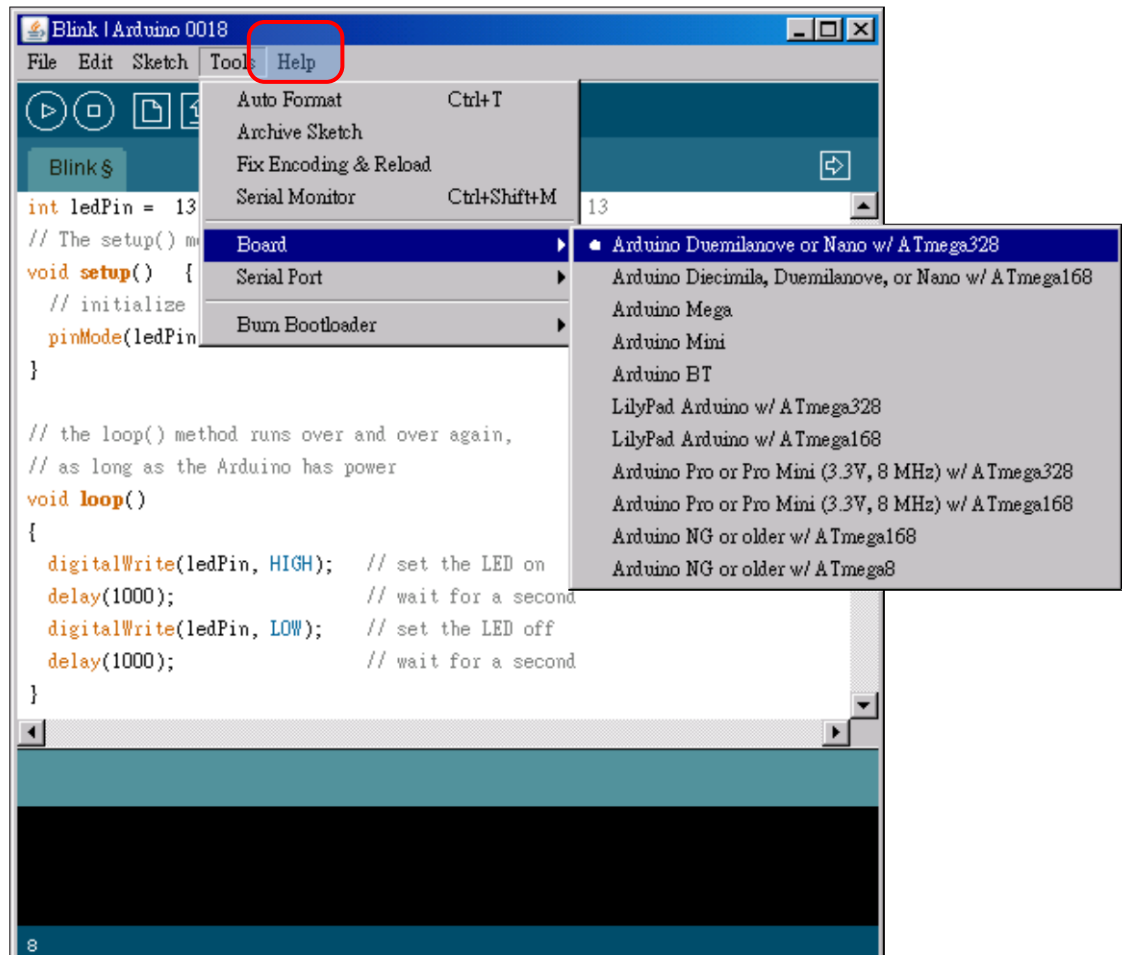 Blink | Arduino 0018
File Edit Sketch Tools Help
Auto Format Ctrl+T
Archive Sketch
Fix Encoding & Reload
Serial Monitor Ctrl+Shift+M
Board
Serial Port
Burn Bootloader
Arduino Duemilanove or Nano w/ ATmega328
Arduino Diecimila, Duemilanove, or Nano w/ ATmega168
Arduino Mega
Arduino Mini
Arduino BT
LilyPad Arduino w/ ATmega328
LilyPad Arduino w/ ATmega168
Arduino Pro or Pro Mini (3.3V, 8 MHz) w/ ATmega328
Arduino Pro or Pro Mini (3.3V, 8 MHz) w/ ATmega168
Arduino NG or older w/ ATmega168
Arduino NG or older w/ ATmega8
Blink §
int ledPin = 13 13
// The setup() m
void setup() {
// initialize
pinMode(ledPin
}
// the loop() method runs over and over again,
// as long as the Arduino has power
void loop()
{
digitalWrite(ledPin, HIGH); // set the LED on
delay(1000); // wait for a second
digitalWrite(ledPin, LOW); // set the LED off
delay(1000); // wait for a second
}
8